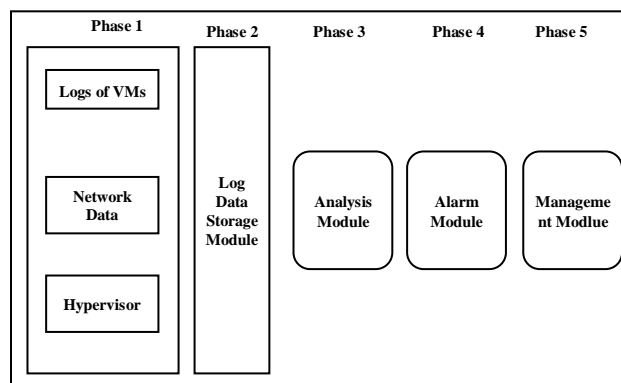 Phase 1
Phase 2
Phase 3
Phase 4
Phase 5
Logs of VMs
Network
Data
Hypervisor
Log
Data
Storage
Module
Analysis
Module
Alarm
Module
Manageme
nt Modlue